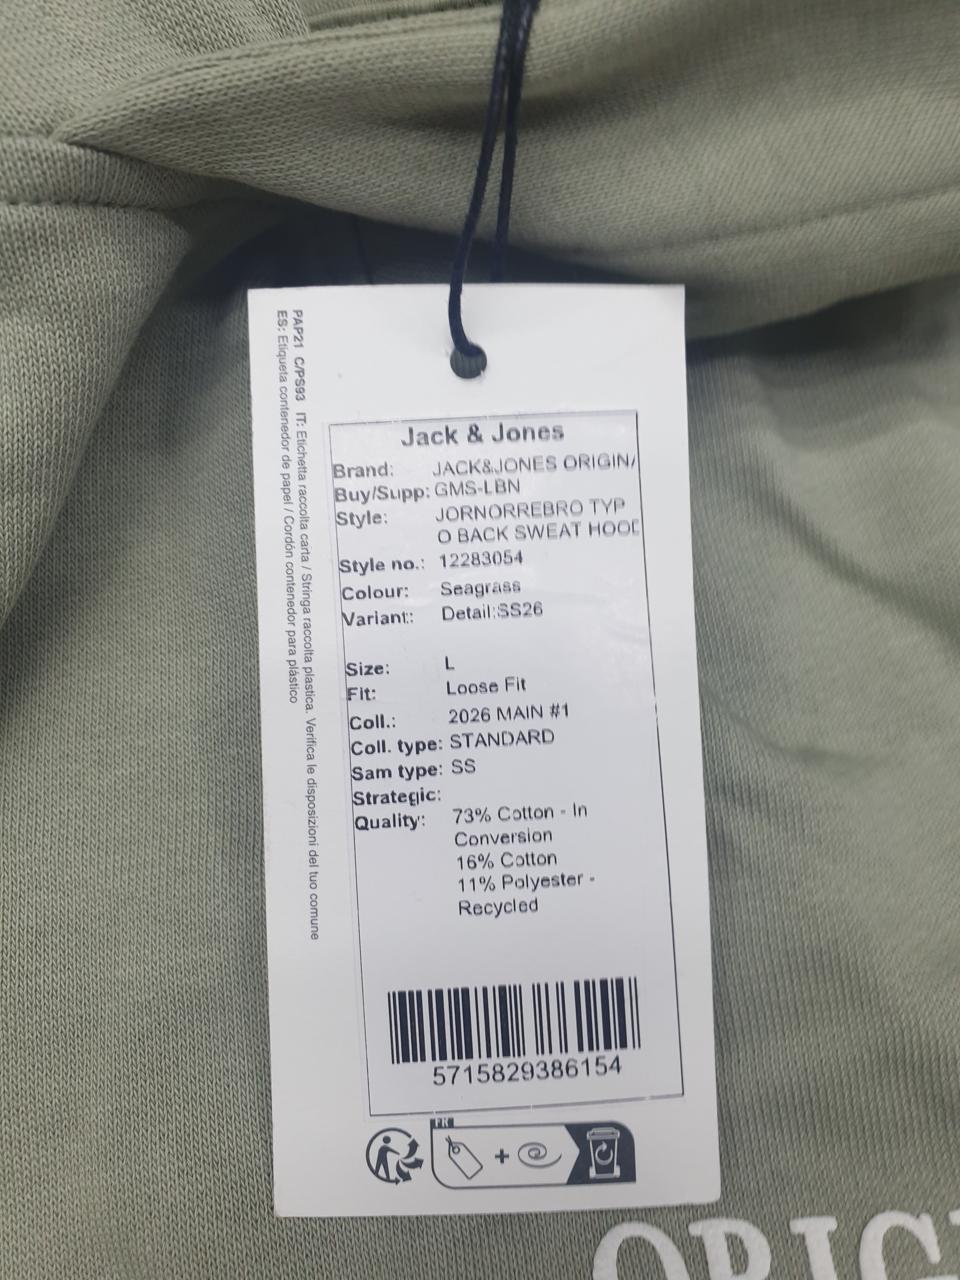 PAP21 C/PS93 IT: Etichetta raccolta carta / Stringa raccolta plastica. Verifica le disposizioni del tuo comune
ES: Etiqueta contenedor de papel / Cordón contenedor para plástico
Jack & Jones
Brand: JACK&JONES ORIGINA
Buy/Supp: GMS-LBN
Style: JORNORREBRO TYP
O BACK SWEAT HOOD
Style no.: 12283054
Colour: Seagrass
Variant: Detail:SS26
Size: L
Fit: Loose Fit
Coll.: 2026 MAIN #1
Coll. type: STANDARD
Sam type: SS
Strategic:
Quality: 73% Cotton - In
Conversion
16% Cotton
11% Polyester -
Recycled
5715829386154
FR
+
ORIG